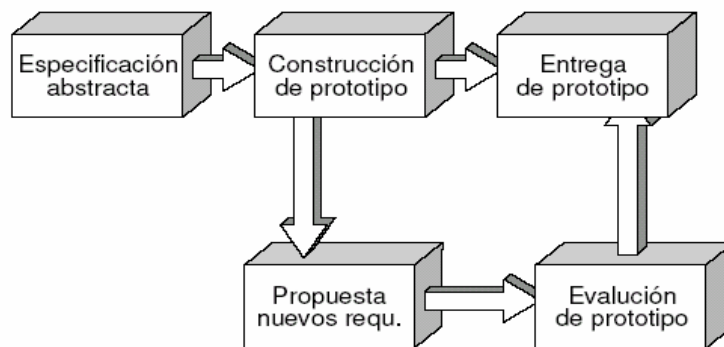 Especificación
abstracta
Construcción
de prototipo
Entrega
de prototipo
Propuesta
nuevos requ.
Evalución
de prototipo